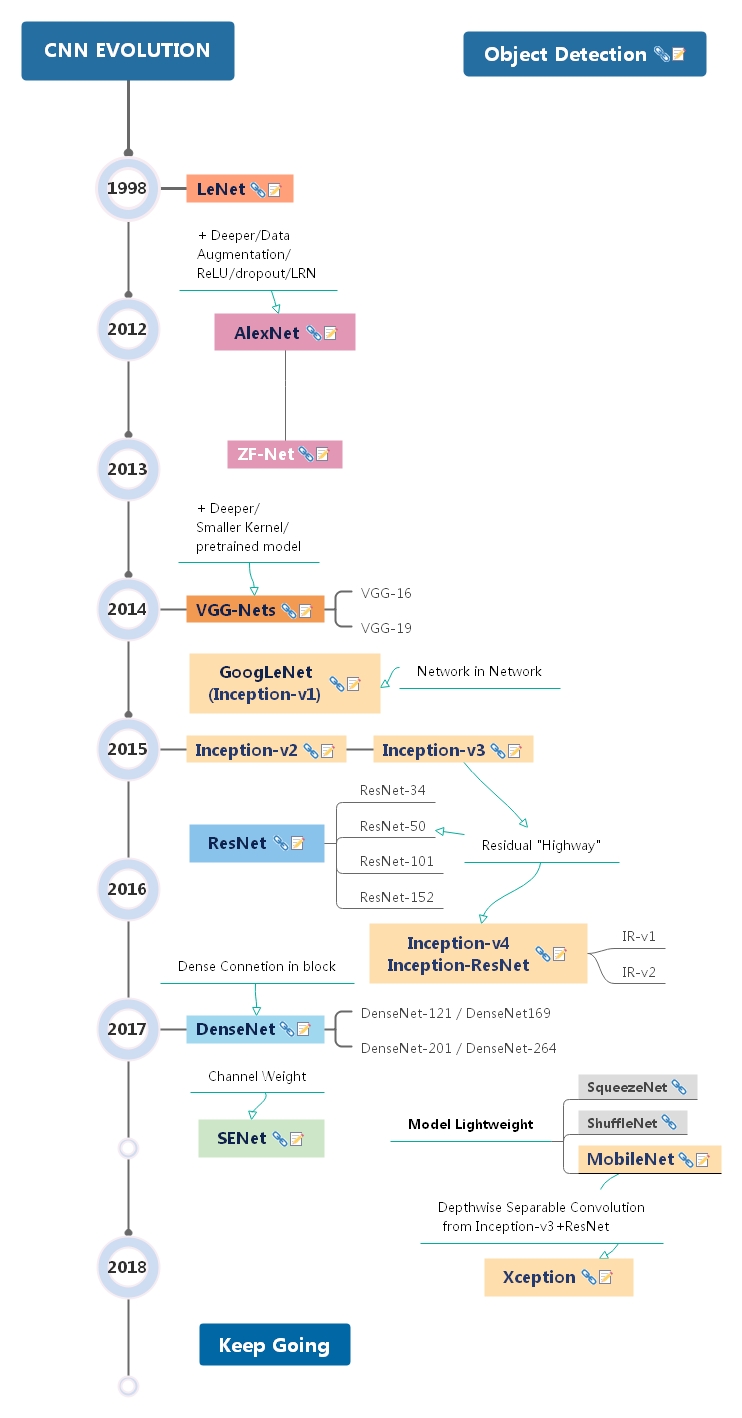 CNN EVOLUTION
Object Detection
1998
LeNet
+ Deeper/Data
Augmentation/
ReLU/dropout/LRN
2012
AlexNet
ZF-Net
2013
+ Deeper/
Smaller Kernel/
pretrained model
2014
VGG-Nets
VGG-16
VGG-19
GoogLeNet
(Inception-v1)
Network in Network
2015
Inception-v2
Inception-v3
ResNet
ResNet-34
ResNet-50
ResNet-101
ResNet-152
Residual "Highway"
2016
Inception-v4
Inception-ResNet
IR-v1
IR-v2
Dense Connetion in block
2017
DenseNet
DenseNet-121 / DenseNet169
DenseNet-201 / DenseNet-264
Channel Weight
SENet
Model Lightweight
SqueezeNet
ShuffleNet
MobileNet
Depthwise Separable Convolution
from Inception-v3+ResNet
Xception
2018
Keep Going